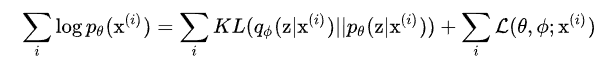 ∑_i log p_θ(x^(i)) = ∑_i KL(q_ϕ(z|x^(i))||p_θ(z|x^(i))) + ∑_i ℒ(θ, ϕ; x^(i))